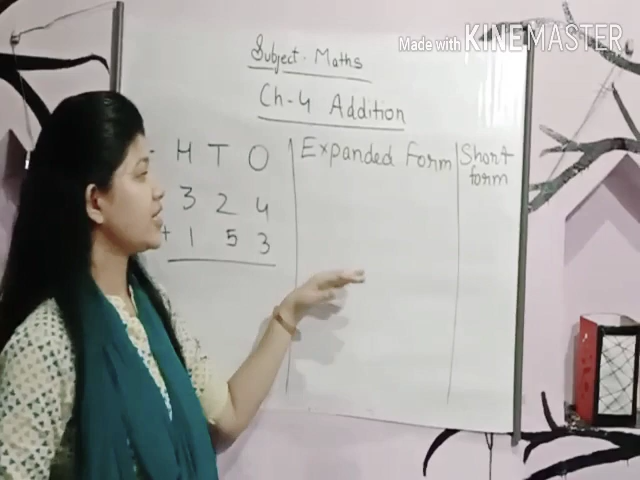 Made with KINEMASTER
Subject. Maths
Ch-4 Addition
H T O Expanded Form Short form
3 2 4
+ 1 5 3